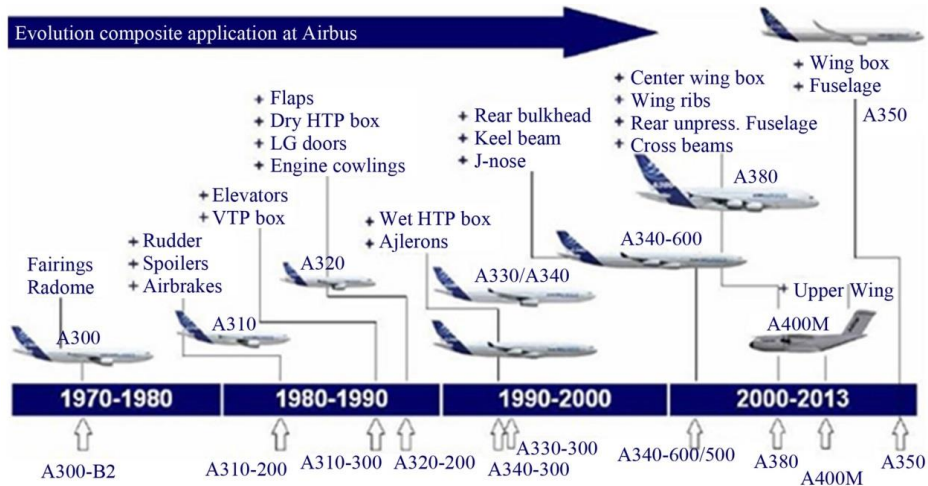 Evolution composite application at Airbus
Fairings
Radome
A300
+ Rudder
+ Spoilers
+ Airbrakes
A310
+ Elevators
+ VTP box
+ Flaps
+ Dry HTP box
+ LG doors
+ Engine cowlings
A320
+ Wet HTP box
+ Ajlerons
A330/A340
+ Rear bulkhead
+ Keel beam
+ J-nose
A340-600
+ Center wing box
+ Wing ribs
+ Rear unpress. Fuselage
+ Cross beams
A380
+ Upper Wing
A400M
+ Wing box
+ Fuselage
A350
1970-1980
1980-1990
1990-2000
2000-2013
A300-B2
A310-200
A310-300
A320-200
A330-300
A340-300
A340-600/500
A380
A400M
A350